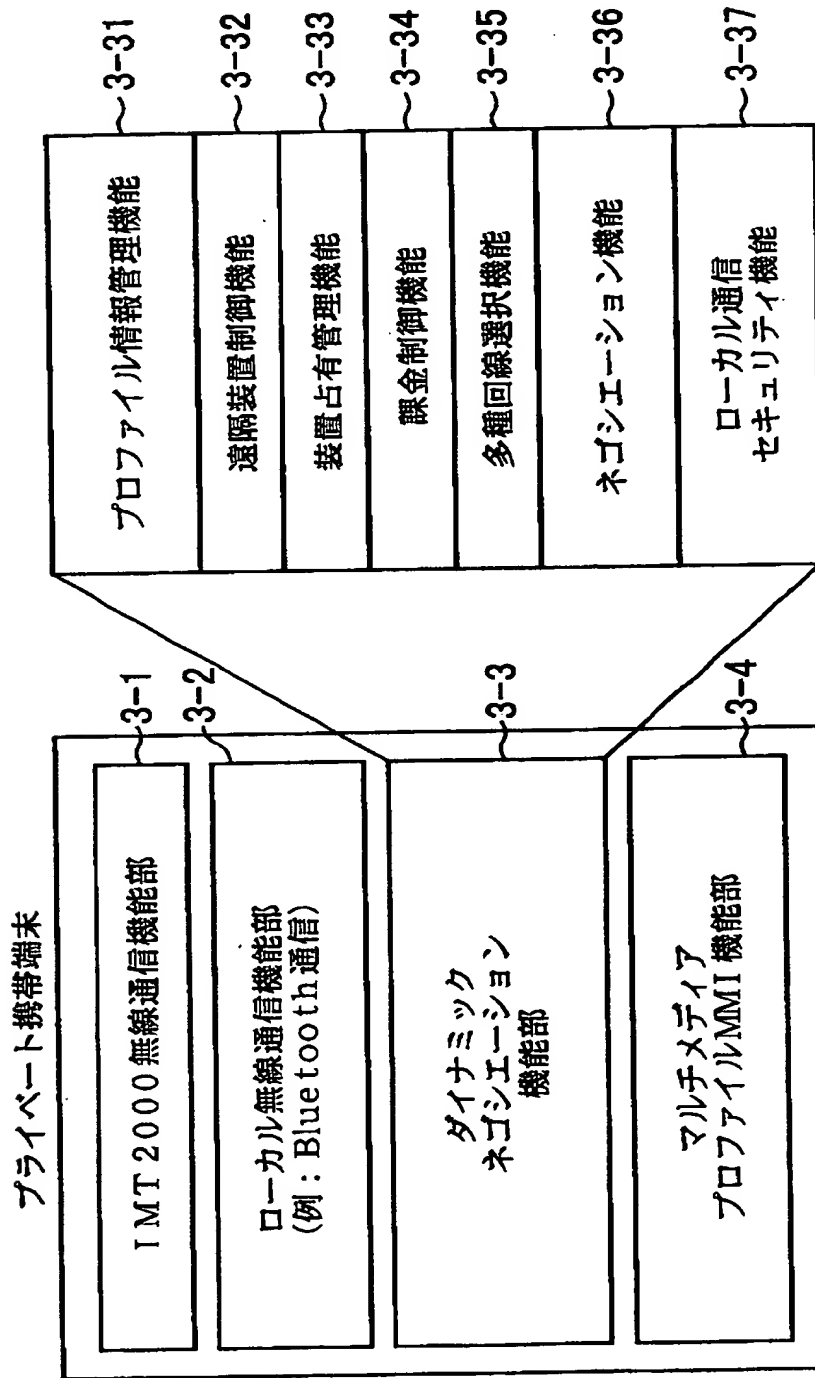 プライベート携帯端末
IMT2000無線通信機能部
3-1
ローカル無線通信機能部
(例：Bluetooth通信)
3-2
ダイナミック
ネゴシエーション
機能部
3-3
マルチメディア
プロファイルMMI機能部
3-4
プロファイル情報管理機能
3-31
遠隔装置制御機能
3-32
装置占有管理機能
3-33
課金制御機能
3-34
多種回線選択機能
3-35
ネゴシエーション機能
3-36
ローカル通信
セキュリティ機能
3-37